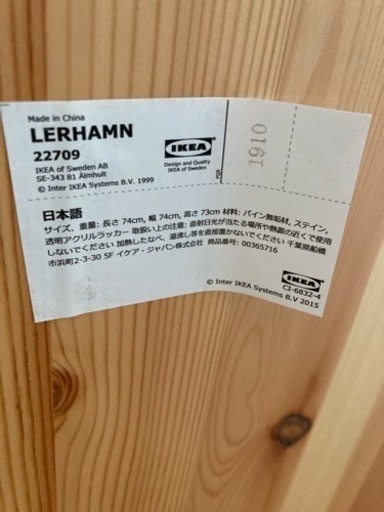 Made in China
LERHAMN
22709
IKEA of Sweden AB
SE-343 81 Älmhult
© Inter IKEA Systems B.V. 1999
IKEA
Design and Quality
IKEA of Sweden
PQR
1910
日本語
サイズ、重量: 長さ 74cm, 幅 74cm, 高さ 73cm 材料: パイン無垢材, ステイン,
透明アクリルラッカー 取扱い上の注意: 直射日光が当たる場所や熱源の近くで使用
しないでください 加熱したなべ、湯沸し等を直接置かないでください 千葉県船橋
市浜町2-3-30 5F イケア・ジャパン株式会社 商品番号: 00365716
IKEA
CI-6832-4
© Inter IKEA Systems B.V 2015